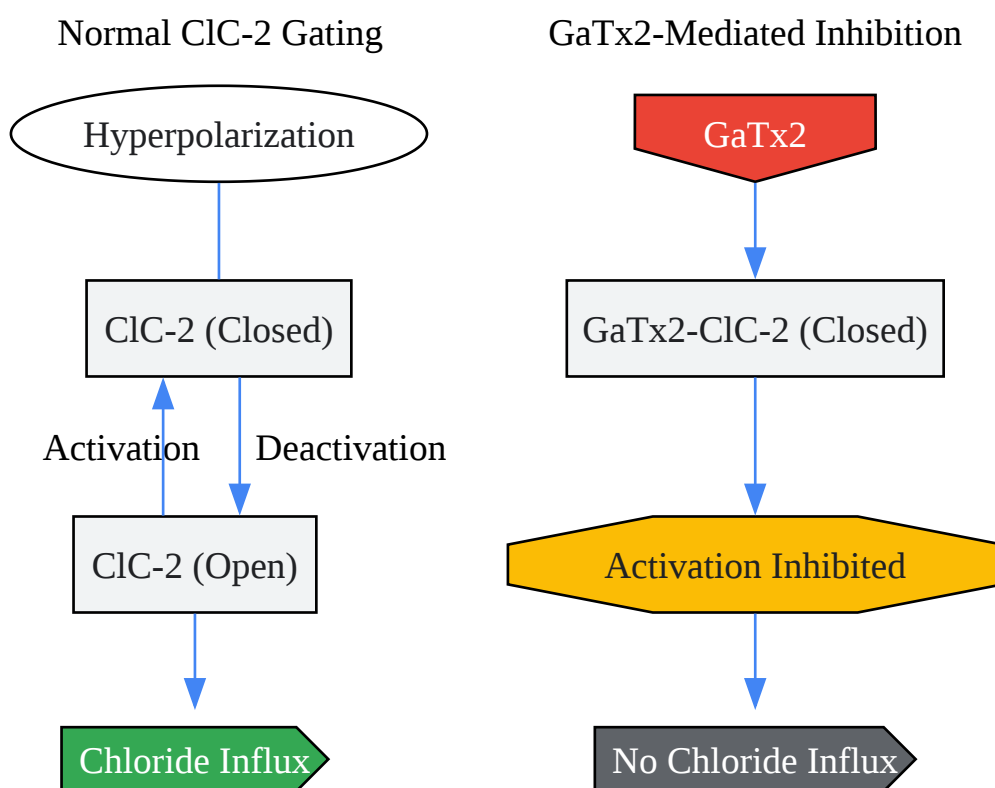 Normal ClC-2 Gating
Hyperpolarization
ClC-2 (Closed)
Activation
Deactivation
ClC-2 (Open)
Chloride Influx
GaTx2-Mediated Inhibition
GaTx2
GaTx2-ClC-2 (Closed)
Activation Inhibited
No Chloride Influx